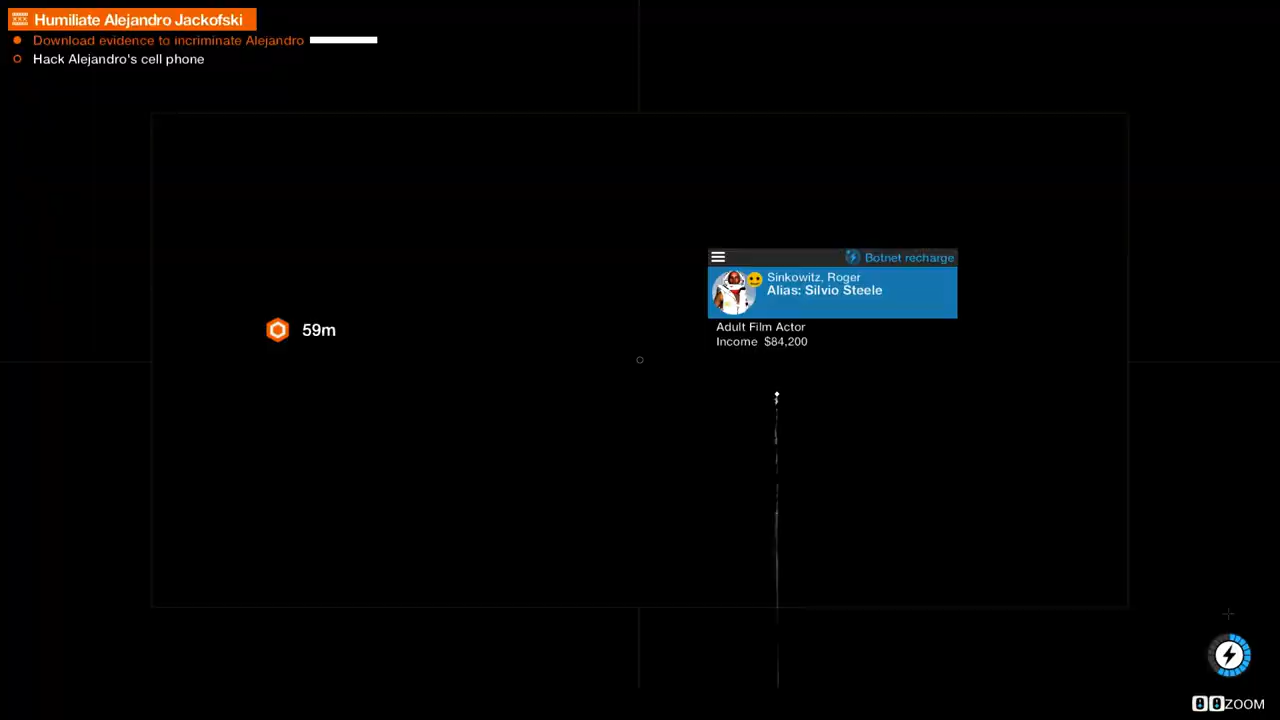 Humiliate Alejandro Jackofski
Download evidence to incriminate Alejandro
Hack Alejandro's cell phone
Botnet recharge
Sinkowitz, Roger
Alias: Silvio Steele
Adult Film Actor
Income $84,200
59m
ZOOM